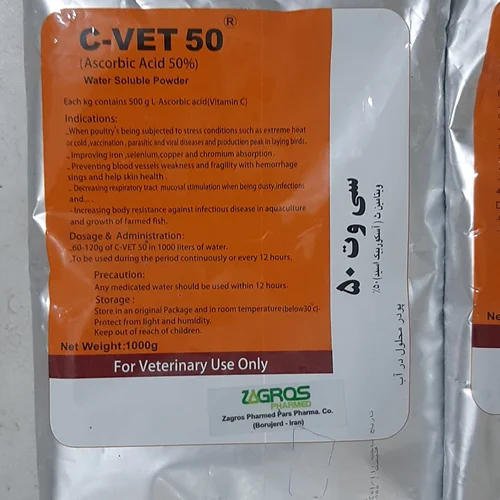 C-VET 50®
(Ascorbic Acid 50%)
Water Soluble Powder
Each kg contains 500 g L-Ascorbic acid(Vitamin C)
Indications:
_When poultry's being subjected to stress conditions such as extreme heat
or cold ,vaccination , parasitic and viral diseases and production peak in laying birds.
_ Improving iron ,selenium,copper and chromium absorption .
_ Preventing blood vessels weakness and fragility with hemorrhage
sings and help skin health .
_ Decreasing respiratory tract mucosal stimulation when being dusty,infections
and... .
- Increasing body resistance against infectious disease in aquaculture
and growth of farmed fish.
Dosage & Administration:
_60-120g of C-VET 50 in 1000 liters of water.
_To be used during the period continuously or every 12 hours.
Precaution:
Any medicated water should be used within 12 hours.
Storage :
Store in an original Package and in room temperature(below30°c)-
Protect from light and humidity.
Keep out of reach of children.
Net Weight:1000g
For Veterinary Use Only
ZAGROS
PHARMED
Zagros Pharmed Pars Pharma. Co.
(Borujerd - Iran)
سی وت ۵۰
ویتامین ث ( آسکوربیک اسید) ۵۰٪
پودر محلول در آب